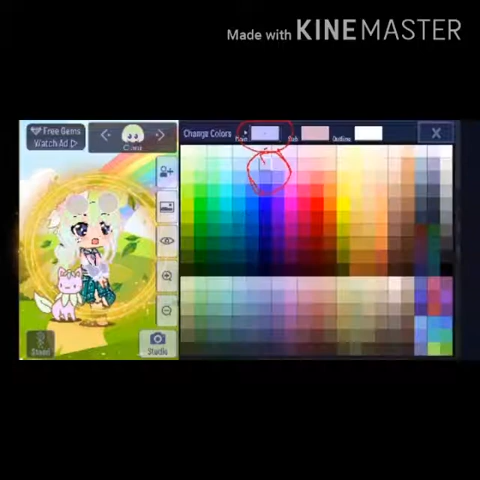 Made with KINEMASTER
Free Gems
Watch Ad
Change Colors
Outline
Studio